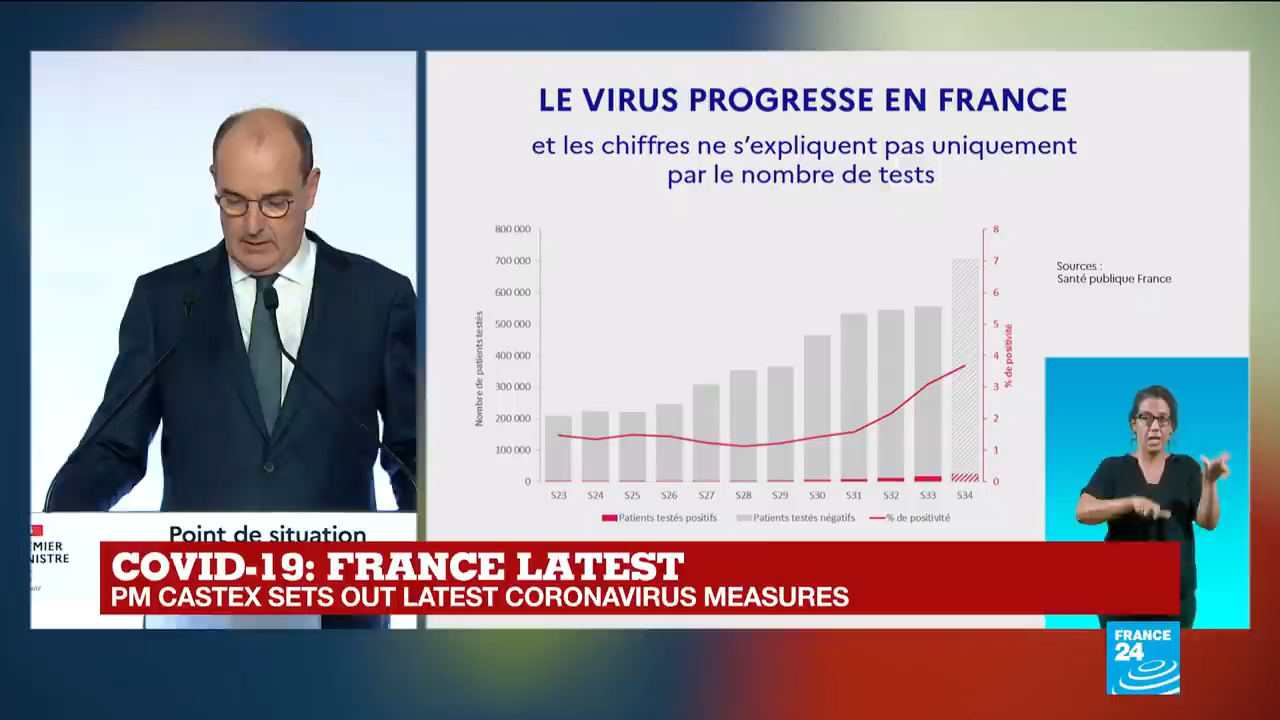 LE VIRUS PROGRESSE EN FRANCE
et les chiffres ne s'expliquent pas uniquement
par le nombre de tests
800 000
700 000
600 000
500 000
400 000
300 000
200 000
100 000
0
Nombre de patients testés
8
7
6
5
4
3
2
1
0
% de positivité
S23 S24 S25 S26 S27 S28 S29 S30 S31 S32 S33 S34
Patients testés positifs Patients testés négatifs % de positivité
Sources :
Santé publique France
Point de situation
EMIER
NISTRE
COVID-19: FRANCE LATEST
PM CASTEX SETS OUT LATEST CORONAVIRUS MEASURES
FRANCE
24